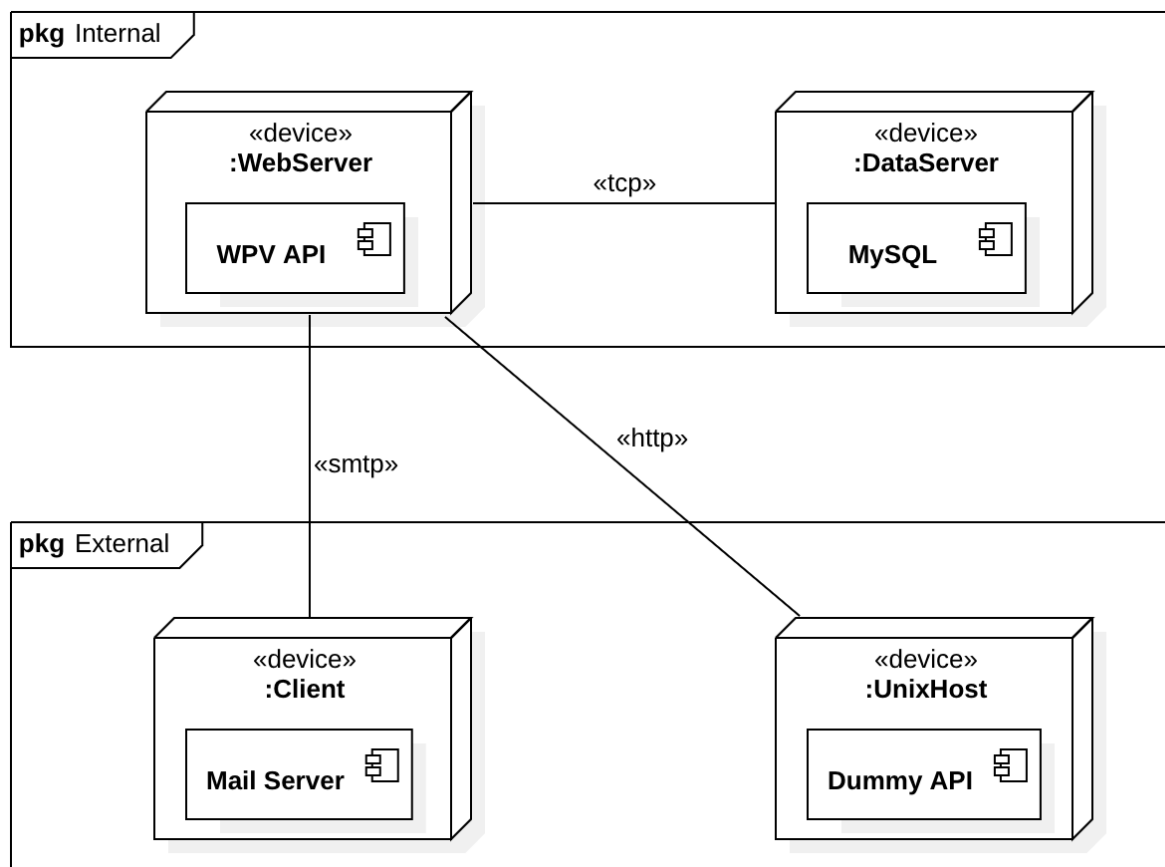 pkg Internal
«device»
:WebServer
WPV API
«tcp»
«device»
:DataServer
MySQL
«smtp»
«http»
pkg External
«device»
:Client
Mail Server
«device»
:UnixHost
Dummy API